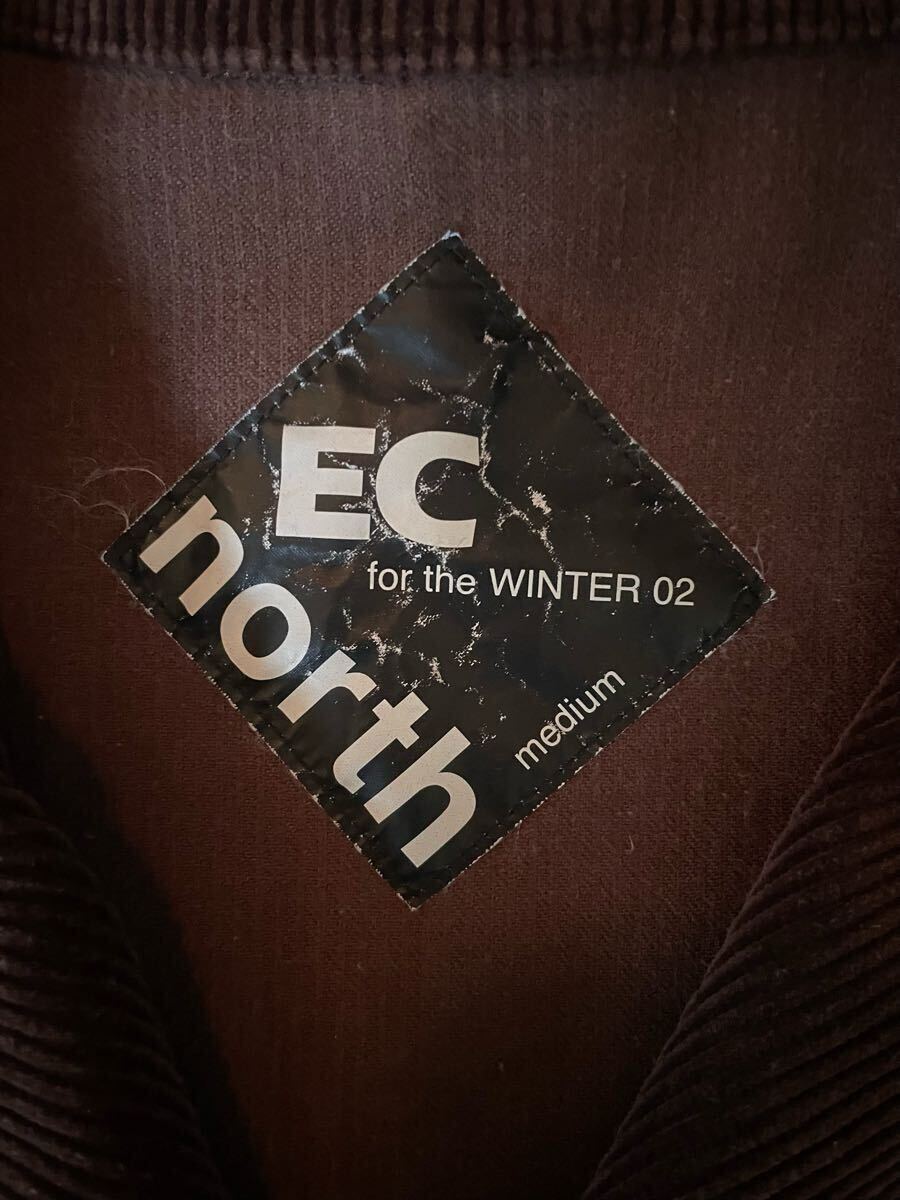 EC
north
for the WINTER 02
medium